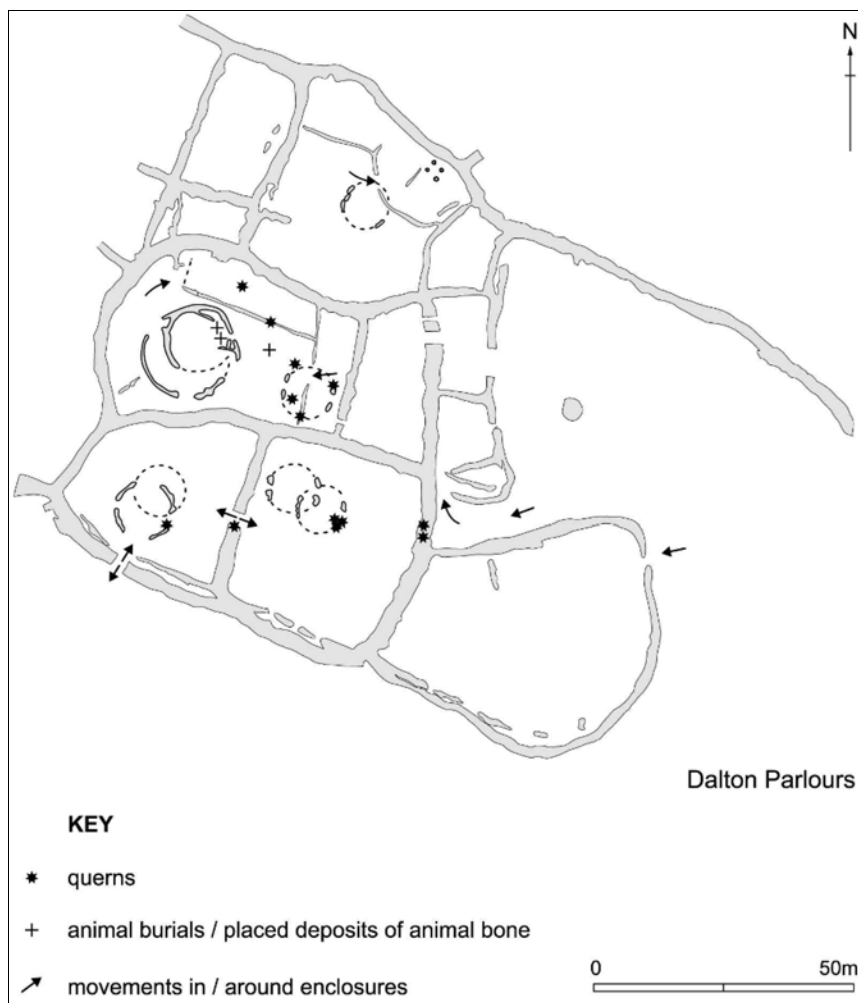 N
Dalton Parlours
KEY
querns
animal burials / placed deposits of animal bone
movements in / around enclosures
0 50m